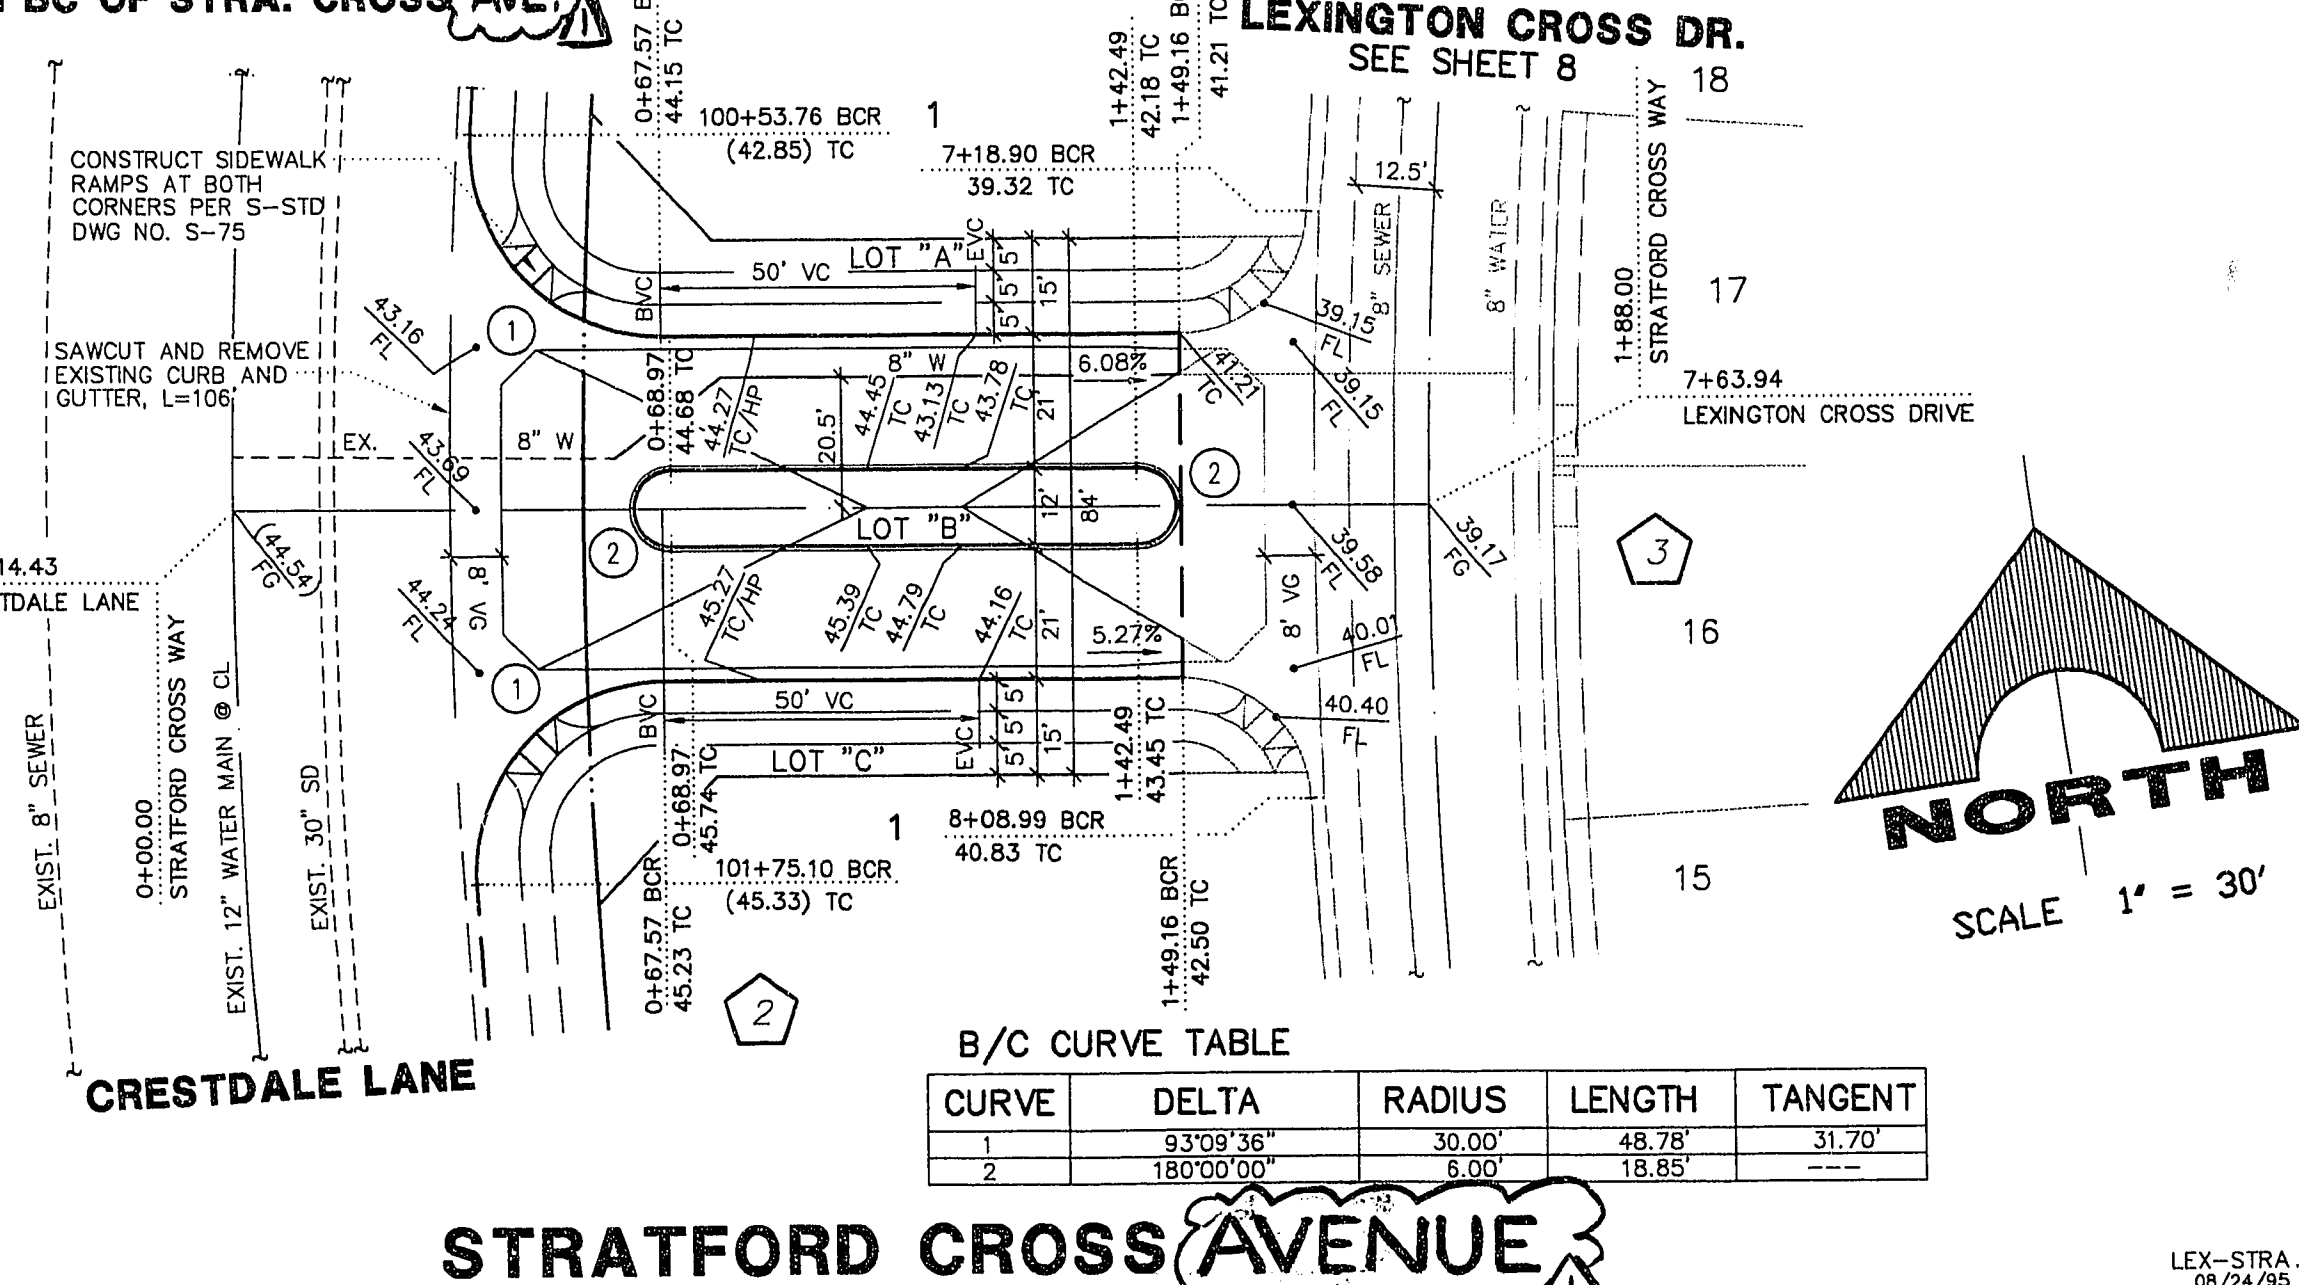 BC OF STRA. CROSS AVE.
LEXINGTON CROSS DR.
SEE SHEET 8
18
0+67.57
44.15 TC
100+53.76 BCR
(42.85) TC
1
7+18.90 BCR
39.32 TC
1+42.49
42.18 TC
1+49.16
41.21 TC
12.5'
8" SEWER
8" WATER
1+88.00
STRATFORD CROSS WAY
17
CONSTRUCT SIDEWALK
RAMPS AT BOTH
CORNERS PER S-STD
DWG NO. S-75
LOT "A"
50' VC
BVC
EVC
5'
5'
5'
15'
43.16
FL
1
SAWCUT AND REMOVE
EXISTING CURB AND
GUTTER, L=106'
0+68.97
44.68 TC
44.27
TC/HP
8" W
44.45
TC
43.13
TC
43.78
TC
21'
6.08%
41.21
TC
39.15
FL
39.15
FL
7+63.94
LEXINGTON CROSS DRIVE
EX.
8" W
20.5'
43.69
FL
2
2
12'
84'
LOT "B"
(44.54)
FG
39.58
FL
39.17
FG
3
14.43
TDALE LANE
8' VG
44.24
FL
45.27
TC/HP
45.39
TC
44.79
TC
44.16
TC
21'
5.27%
8' VG
40.01
FL
16
1
50' VC
BVC
EVC
5'
5'
5'
15'
LOT "C"
40.40
FL
0+68.97
45.74 TC
1+42.49
43.45 TC
1
8+08.99 BCR
40.83 TC
101+75.10 BCR
(45.33) TC
0+67.57 BCR
45.23 TC
1+49.16 BCR
42.50 TC
15
EXIST. 8" SEWER
0+00.00
STRATFORD CROSS WAY
EXIST. 12" WATER MAIN @ CL
EXIST. 30" SD
2
NORTH
SCALE 1" = 30'
CRESTDALE LANE
B/C CURVE TABLE
CURVE DELTA RADIUS LENGTH TANGENT
1 93°09'36" 30.00' 48.78' 31.70'
2 180°00'00" 6.00' 18.85' ---
STRATFORD CROSS AVENUE
LEX-STRA.
08/24/95